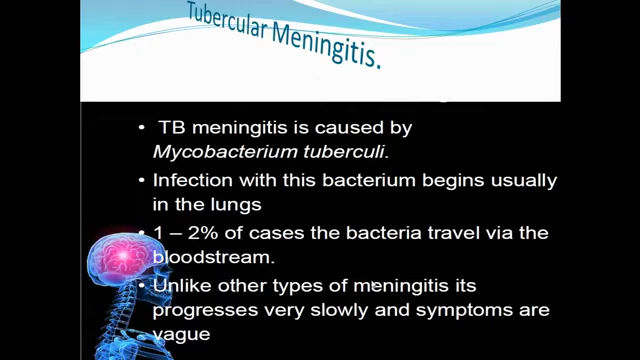 Tubercular Meningitis.
• TB meningitis is caused by
Mycobacterium tuberculi.
• Infection with this bacterium begins usually
in the lungs
• 1 – 2% of cases the bacteria travel via the
bloodstream.
• Unlike other types of meningitis its
progresses very slowly and symptoms are
vague